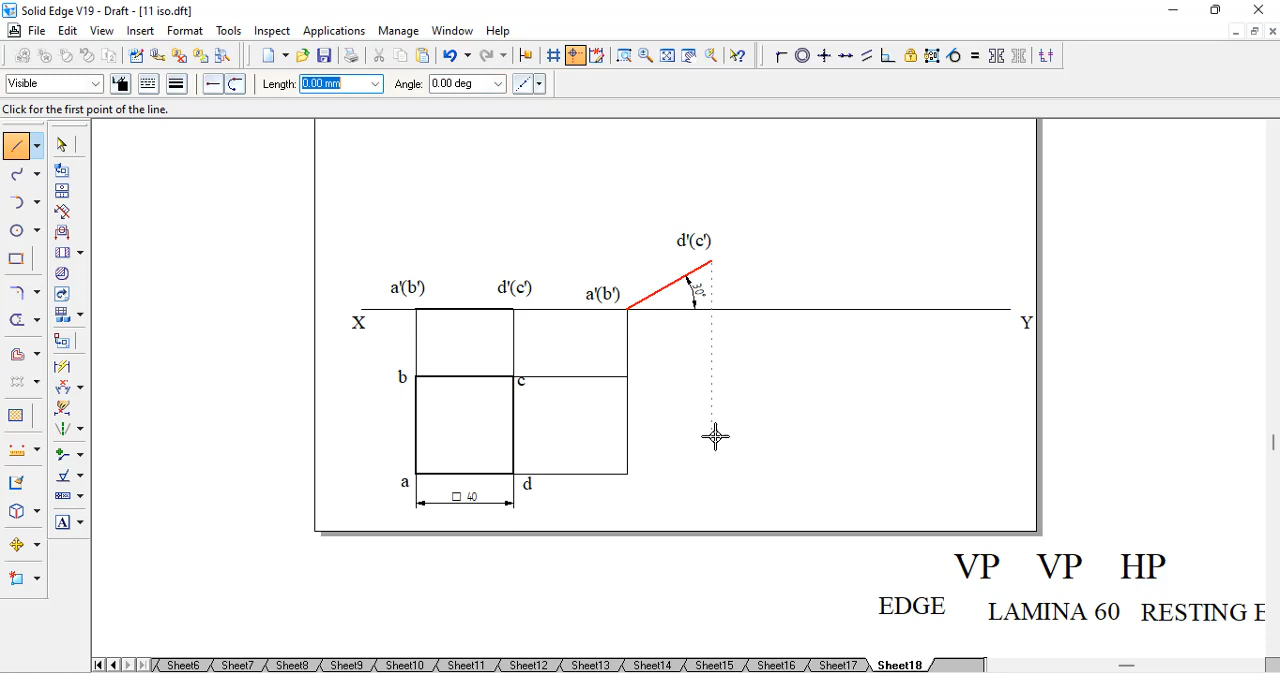 Solid Edge V19 - Draft - [11 iso.dft]
File Edit View Insert Format Tools Inspect Applications Manage Window Help
Visible Length: 0.00 mm Angle: 0.00 deg
Click for the first point of the line.
d'(c')
a'(b') d'(c') a'(b') 30°
X Y
b c
a d
□ 40
VP VP HP
EDGE LAMINA 60 RESTING E
A
Sheet6 Sheet7 Sheet8 Sheet9 Sheet10 Sheet11 Sheet12 Sheet13 Sheet14 Sheet15 Sheet16 Sheet17 Sheet18